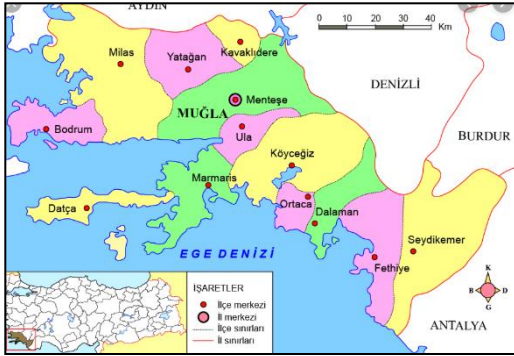 AYDIN
0 10 20 30 40
Km
Kavaklıdere
Milas
Yatağan
DENİZLİ
Menteşe
MUĞLA
Bodrum
Ula
BURDUR
Köyceğiz
Marmaris
Datça
Ortaca
Dalaman
EGE DENİZİ
Seydikemer
Fethiye
İŞARETLER
İlçe merkezi
İl merkezi
İlçe sınırları
İl sınırları
K
B D
G
ANTALYA